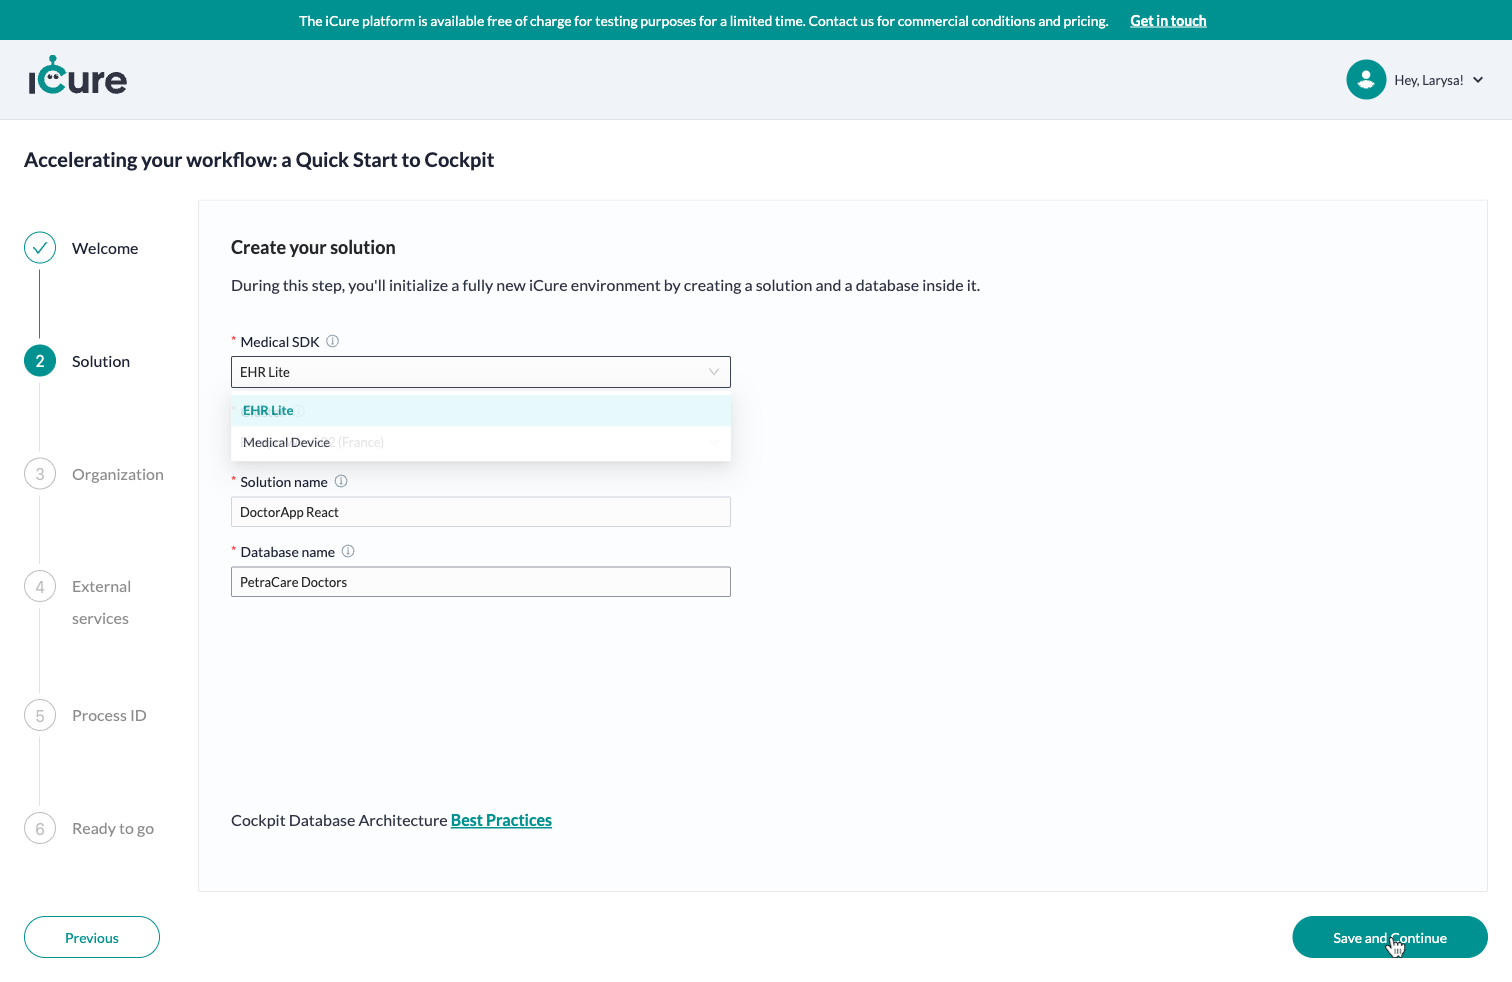 The iCure platform is available free of charge for testing purposes for a limited time. Contact us for commercial conditions and pricing. Get in touch
iCure
Hey, Larysa!
Accelerating your workflow: a Quick Start to Cockpit
Welcome
2 Solution
3 Organization
4 External
services
5 Process ID
6 Ready to go
Create your solution
During this step, you'll initialize a fully new iCure environment by creating a solution and a database inside it.
* Medical SDK
EHR Lite
EHR Lite
Medical Device
(France)
* Solution name
DoctorApp React
* Database name
PetraCare Doctors
Cockpit Database Architecture Best Practices
Previous
Save and Continue